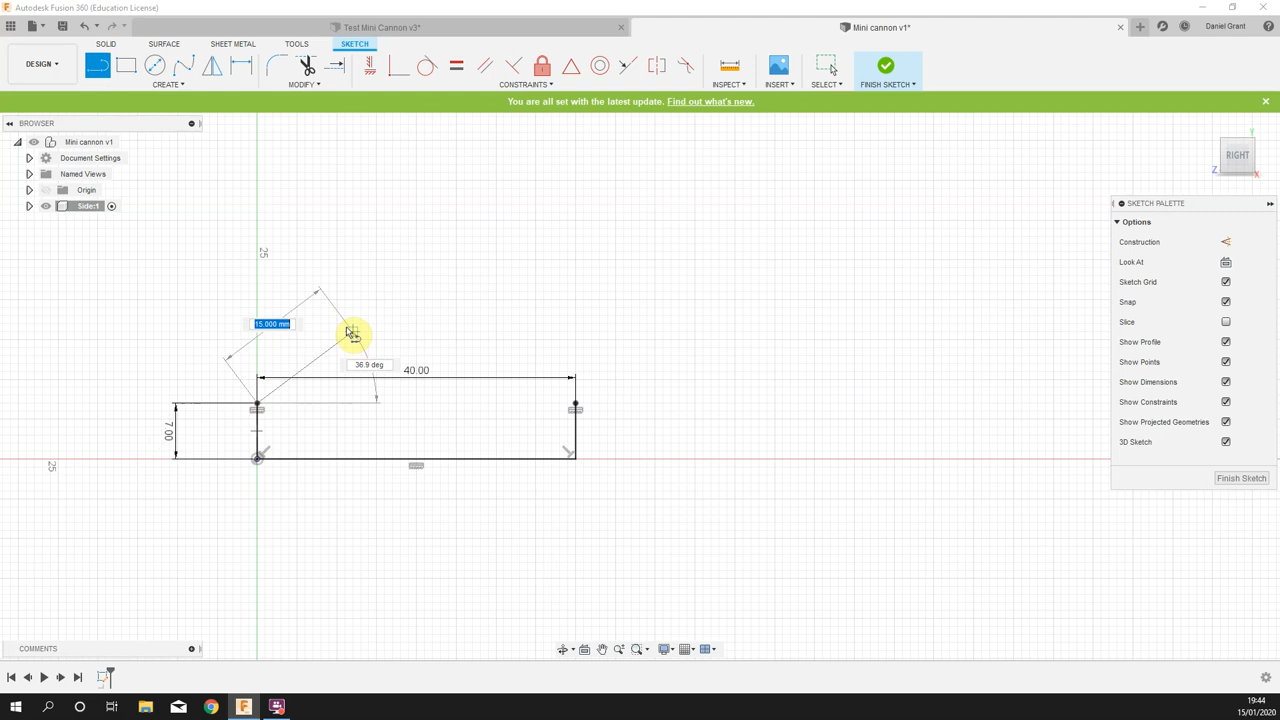 Autodesk Fusion 360 (Education License)
Test Mini Cannon v3*
Mini cannon v1*
Daniel Grant
SOLID
SURFACE
SHEET METAL
TOOLS
SKETCH
DESIGN
CREATE
MODIFY
CONSTRAINTS
INSPECT
INSERT
SELECT
FINISH SKETCH
You are all set with the latest update. Find out what's new.
BROWSER
Mini cannon v1
Document Settings
Named Views
Origin
Side:1
RIGHT
Y
Z
X
SKETCH PALETTE
Options
Construction
Look At
Sketch Grid
Snap
Slice
Show Profile
Show Points
Show Dimensions
Show Constraints
Show Projected Geometries
3D Sketch
Finish Sketch
25
15.000 mm
36.9 deg
40.00
7.00
25
COMMENTS
19:44
15/01/2020